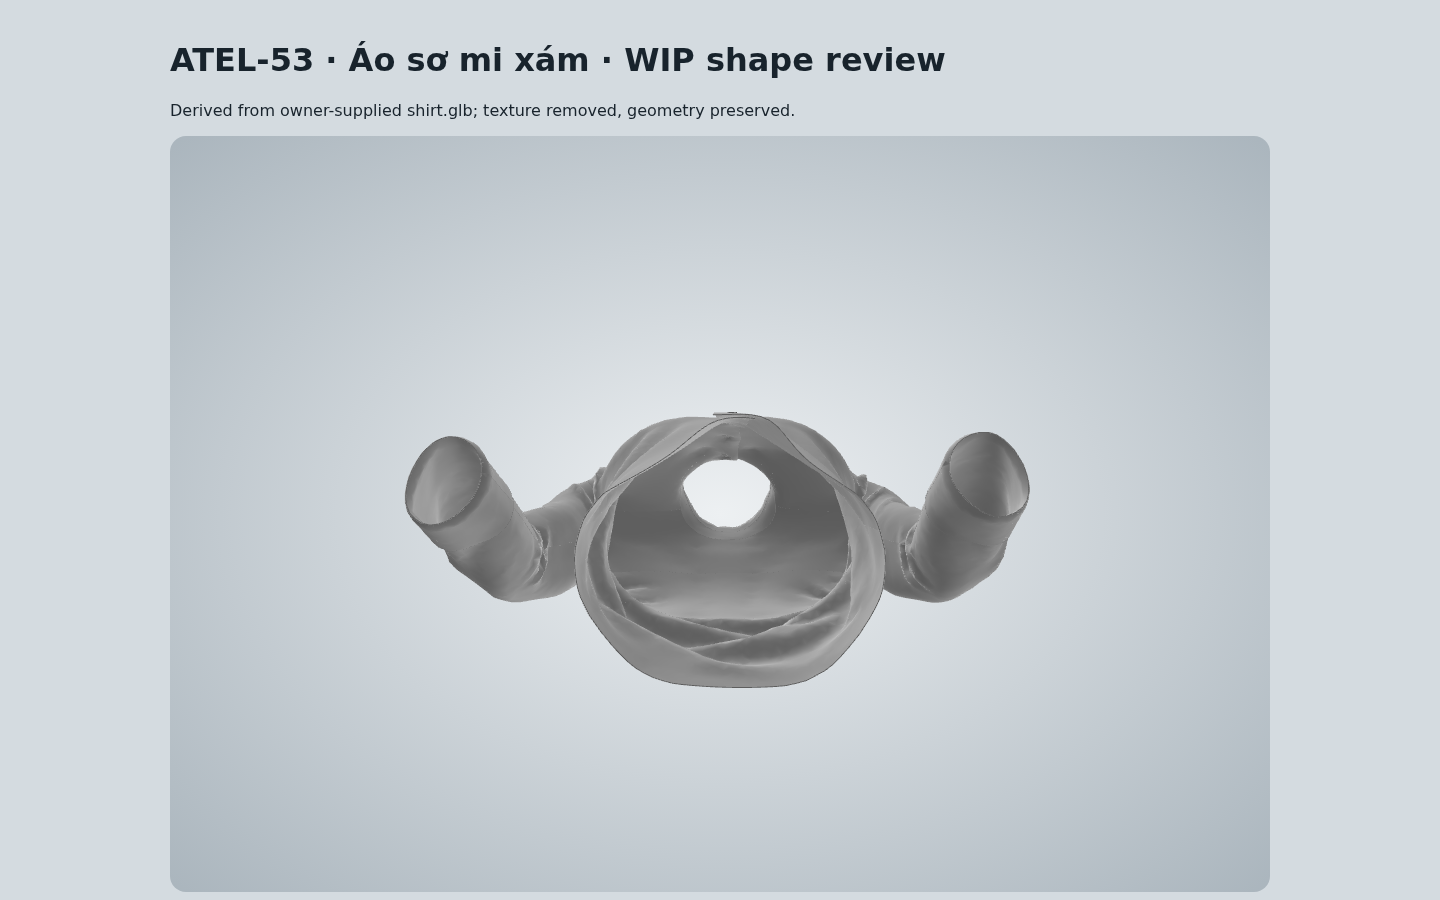 ATEL-53 · Áo sơ mi xám · WIP shape review
Derived from owner-supplied shirt.glb; texture removed, geometry preserved.